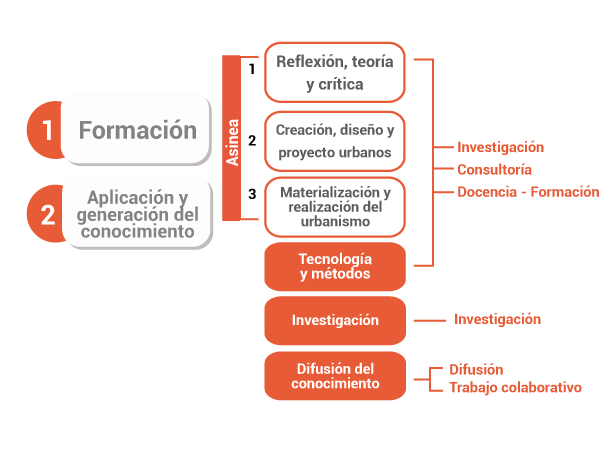 1
Formación
2
Aplicación y
generación del
conocimiento
Asinea
1
Reflexión, teoría
y crítica
2
Creación, diseño y
proyecto urbanos
3
Materialización y
realización del
urbanismo
Tecnología
y métodos
Investigación
Difusión del
conocimiento
Investigación
Consultoría
Docencia - Formación
Investigación
Difusión
Trabajo colaborativo